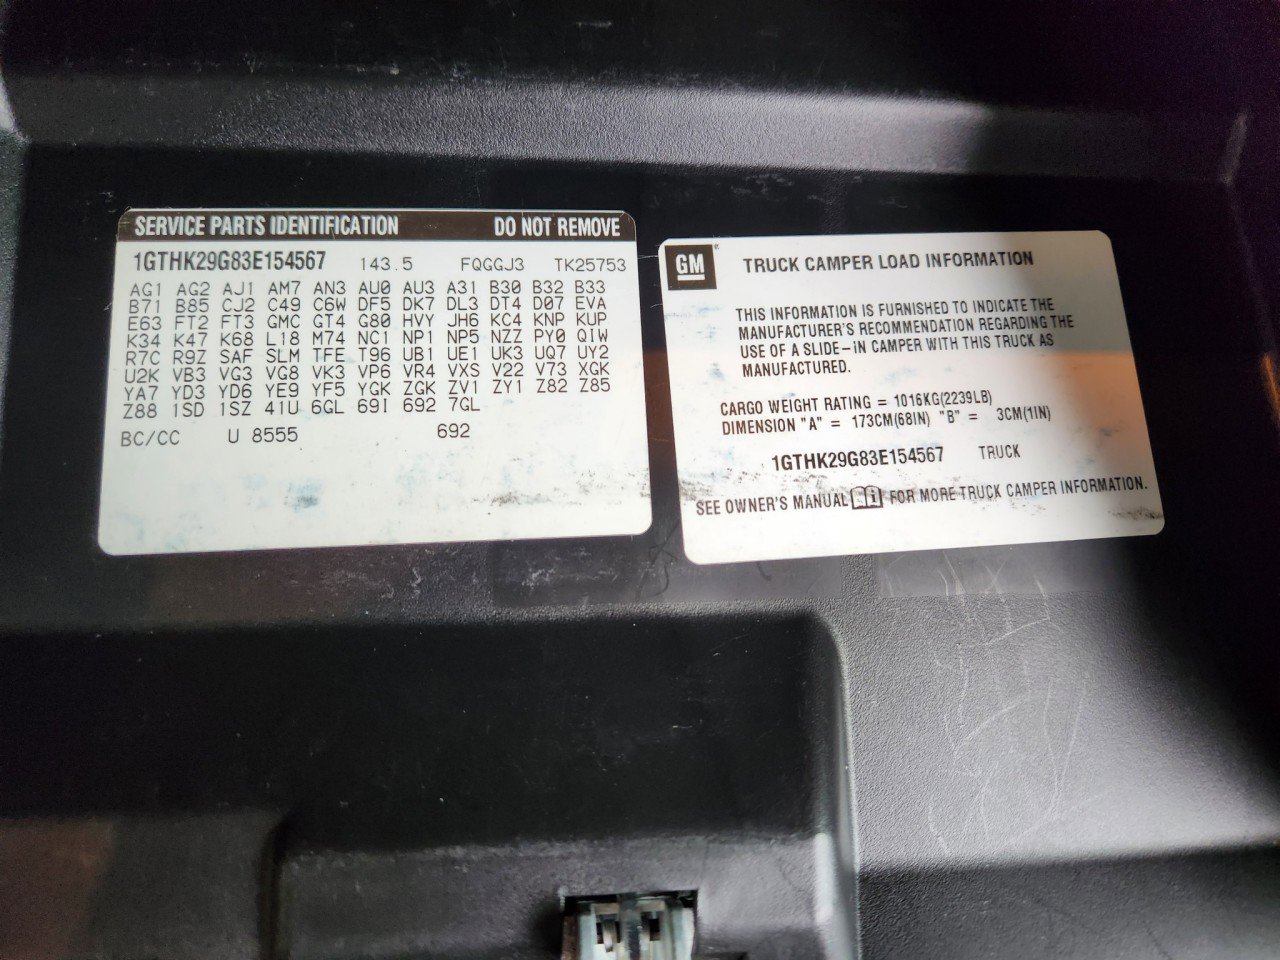 SERVICE PARTS IDENTIFICATION DO NOT REMOVE
1GTHK29G83E154567 143.5 FQGGJ3 TK25753
AG1 AG2 AJ1 AM7 AN3 AU0 AU3 A31 B30 B32 B33
B71 B85 CJ2 C49 C6W DF5 DK7 DL3 DT4 D07 EVA
E63 FT2 FT3 GMC GT4 G80 HVY JH6 KC4 KNP KUP
K34 K47 K68 L18 M74 NC1 NP1 NP5 NZZ PY0 QIW
R7C R9Z SAF SLM TFE T96 UB1 UE1 UK3 UQ7 UY2
U2K VB3 VG3 VG8 VK3 VP6 VR4 VXS V22 V73 XGK
YA7 YD3 YD6 YE9 YF5 YGK ZGK ZV1 ZY1 Z82 Z85
Z88 1SD 1SZ 41U 6GL 69I 692 7GL
BC/CC U 8555 692
GM TRUCK CAMPER LOAD INFORMATION
THIS INFORMATION IS FURNISHED TO INDICATE THE
MANUFACTURER'S RECOMMENDATION REGARDING THE
USE OF A SLIDE-IN CAMPER WITH THIS TRUCK AS
MANUFACTURED.
CARGO WEIGHT RATING = 1016KG(2239LB)
DIMENSION "A" = 173CM(68IN) "B" = 3CM(1IN)
1GTHK29G83E154567 TRUCK
SEE OWNER'S MANUAL i FOR MORE TRUCK CAMPER INFORMATION.